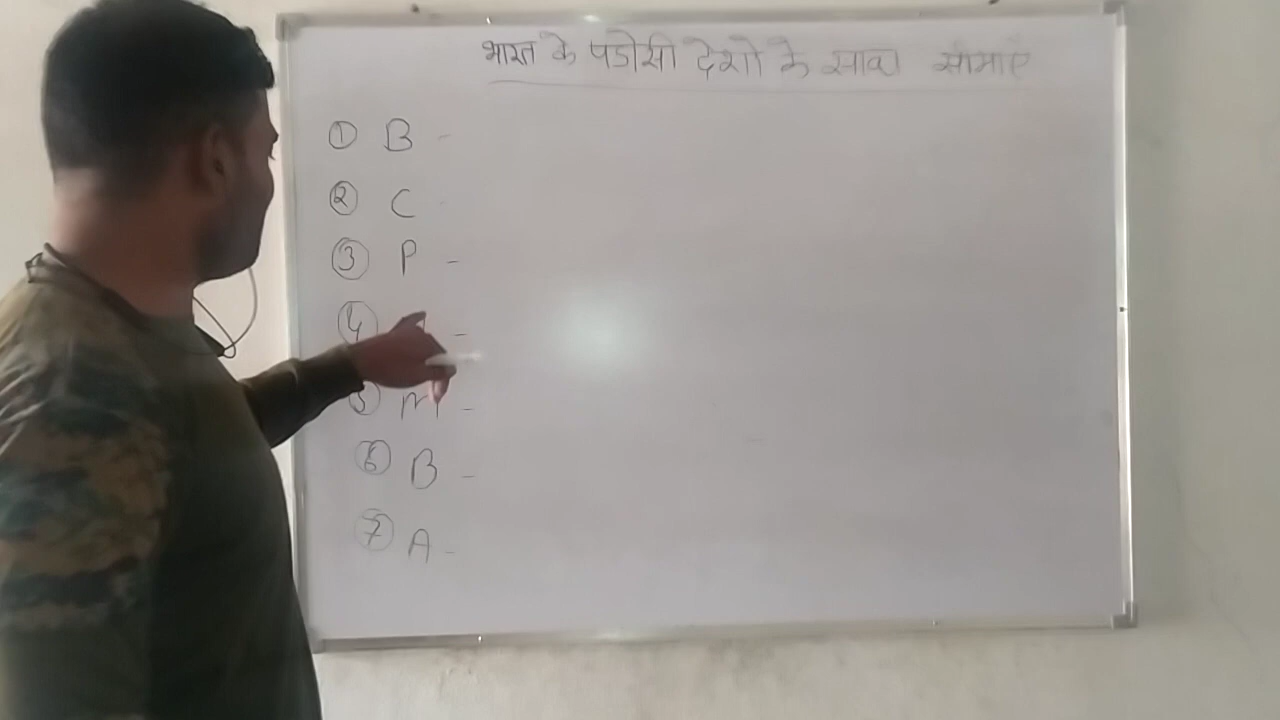 भारत के पडोसी देशो के साथ सीमाएं
① B -
② C -
③ P -
④ -
⑤ M -
⑥ B -
⑦ A -